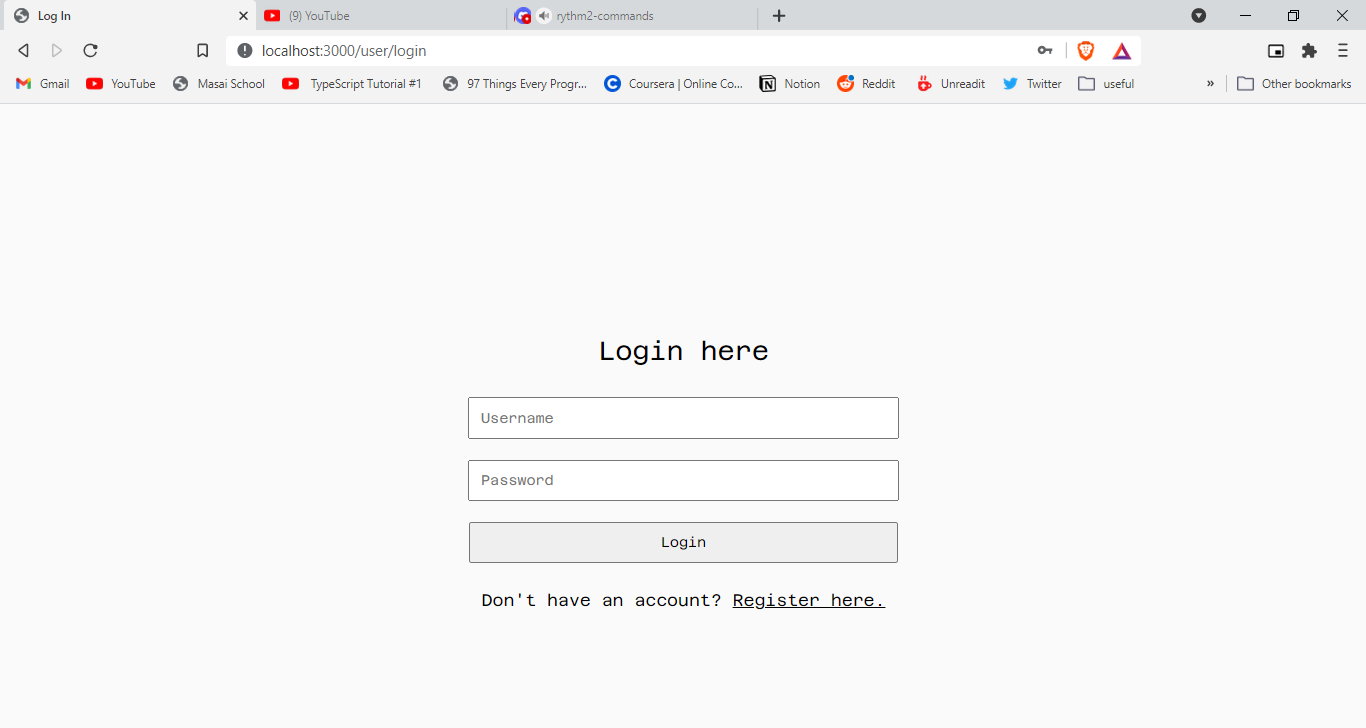 Log In (9) YouTube rythm2-commands
localhost:3000/user/login
Gmail YouTube Masai School TypeScript Tutorial #1 97 Things Every Progr... Coursera | Online Co... Notion Reddit Unreadit Twitter useful » Other bookmarks
Login here
Username
Password
Login
Don't have an account? Register here.